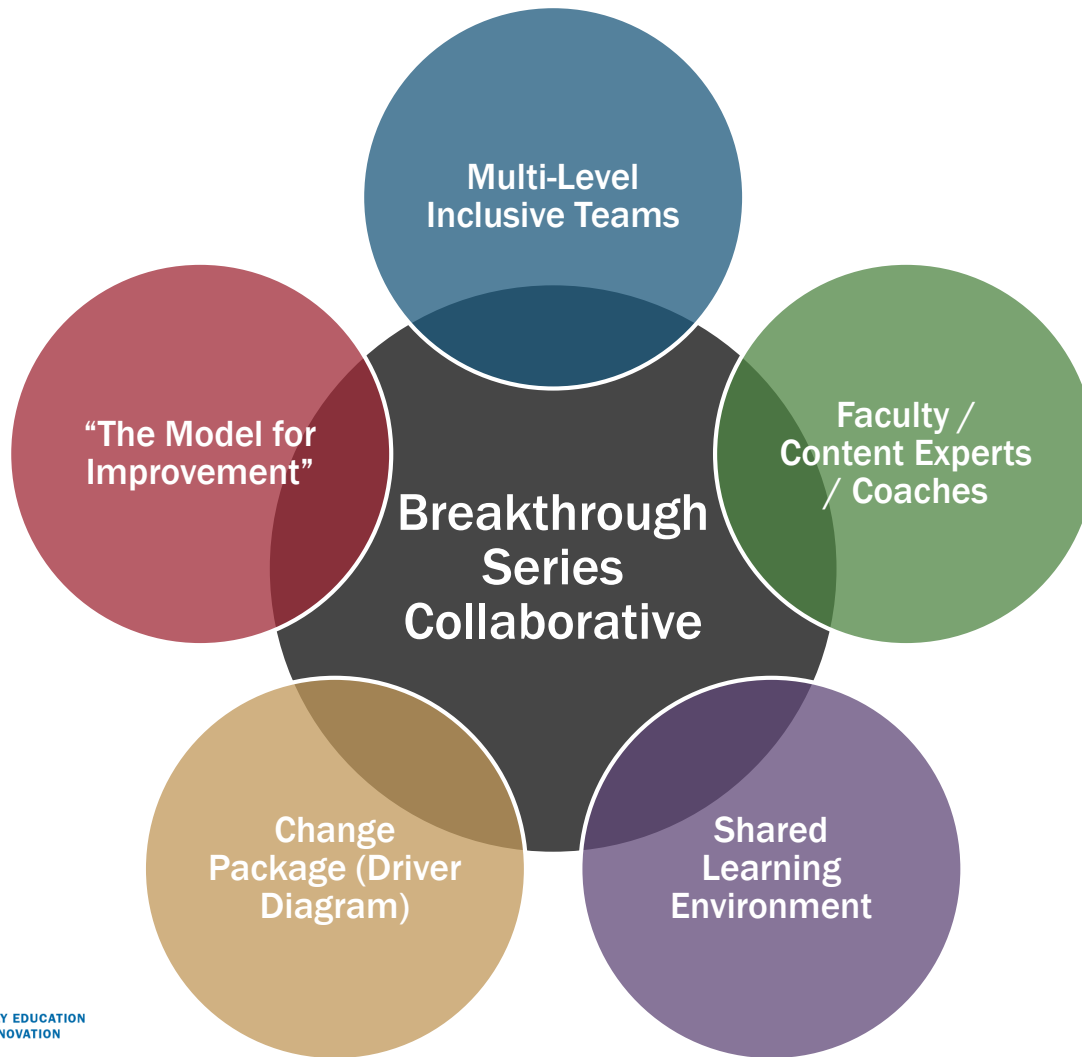 Multi-Level
Inclusive Teams
“The Model for
Improvement”
Faculty /
Content Experts
/ Coaches
Breakthrough
Series
Collaborative
Change
Package (Driver
Diagram)
Shared
Learning
Environment
EDUCATION